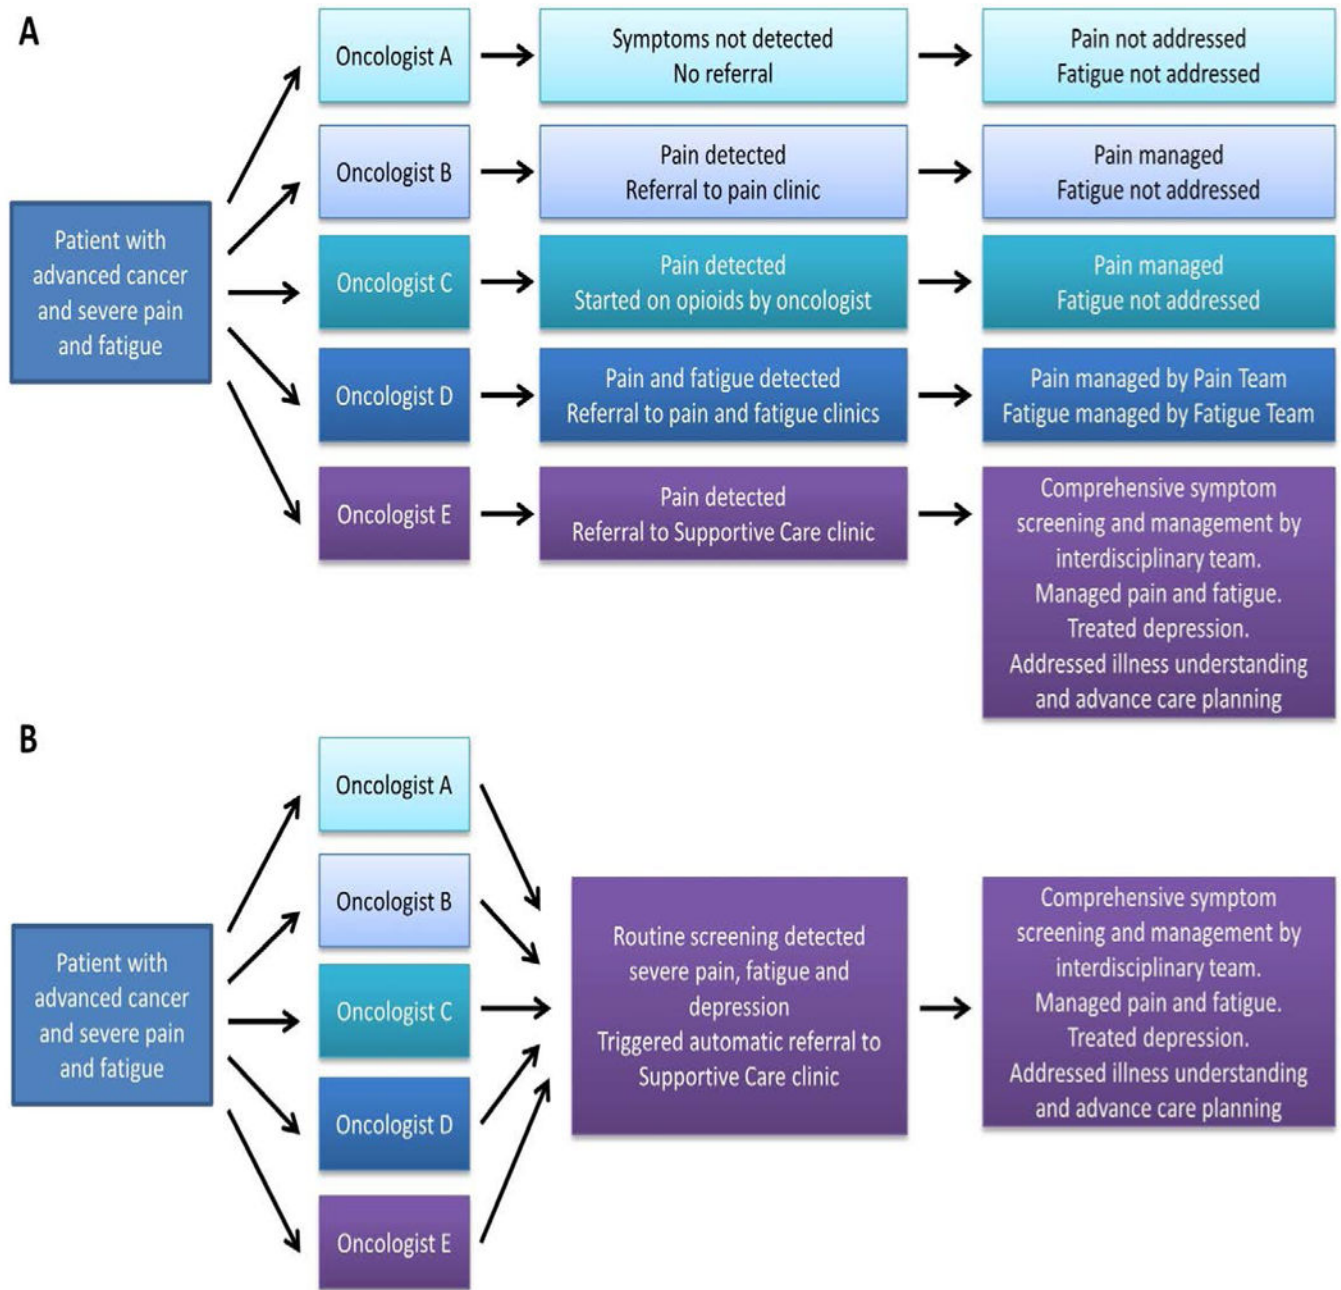 A
Oncologist A
Symptoms not detected
No referral
Pain not addressed
Fatigue not addressed
Oncologist B
Pain detected
Referral to pain clinic
Pain managed
Fatigue not addressed
Patient with
advanced cancer
and severe pain
and fatigue
Oncologist C
Pain detected
Started on opioids by oncologist
Pain managed
Fatigue not addressed
Oncologist D
Pain and fatigue detected
Referral to pain and fatigue clinics
Pain managed by Pain Team
Fatigue managed by Fatigue Team
Oncologist E
Pain detected
Referral to Supportive Care clinic
Comprehensive symptom
screening and management by
interdisciplinary team.
Managed pain and fatigue.
Treated depression.
Addressed illness understanding
and advance care planning
B
Oncologist A
Oncologist B
Patient with
advanced cancer
and severe pain
and fatigue
Oncologist C
Oncologist D
Oncologist E
Routine screening detected
severe pain, fatigue and
depression
Triggered automatic referral to
Supportive Care clinic
Comprehensive symptom
screening and management by
interdisciplinary team.
Managed pain and fatigue.
Treated depression.
Addressed illness understanding
and advance care planning